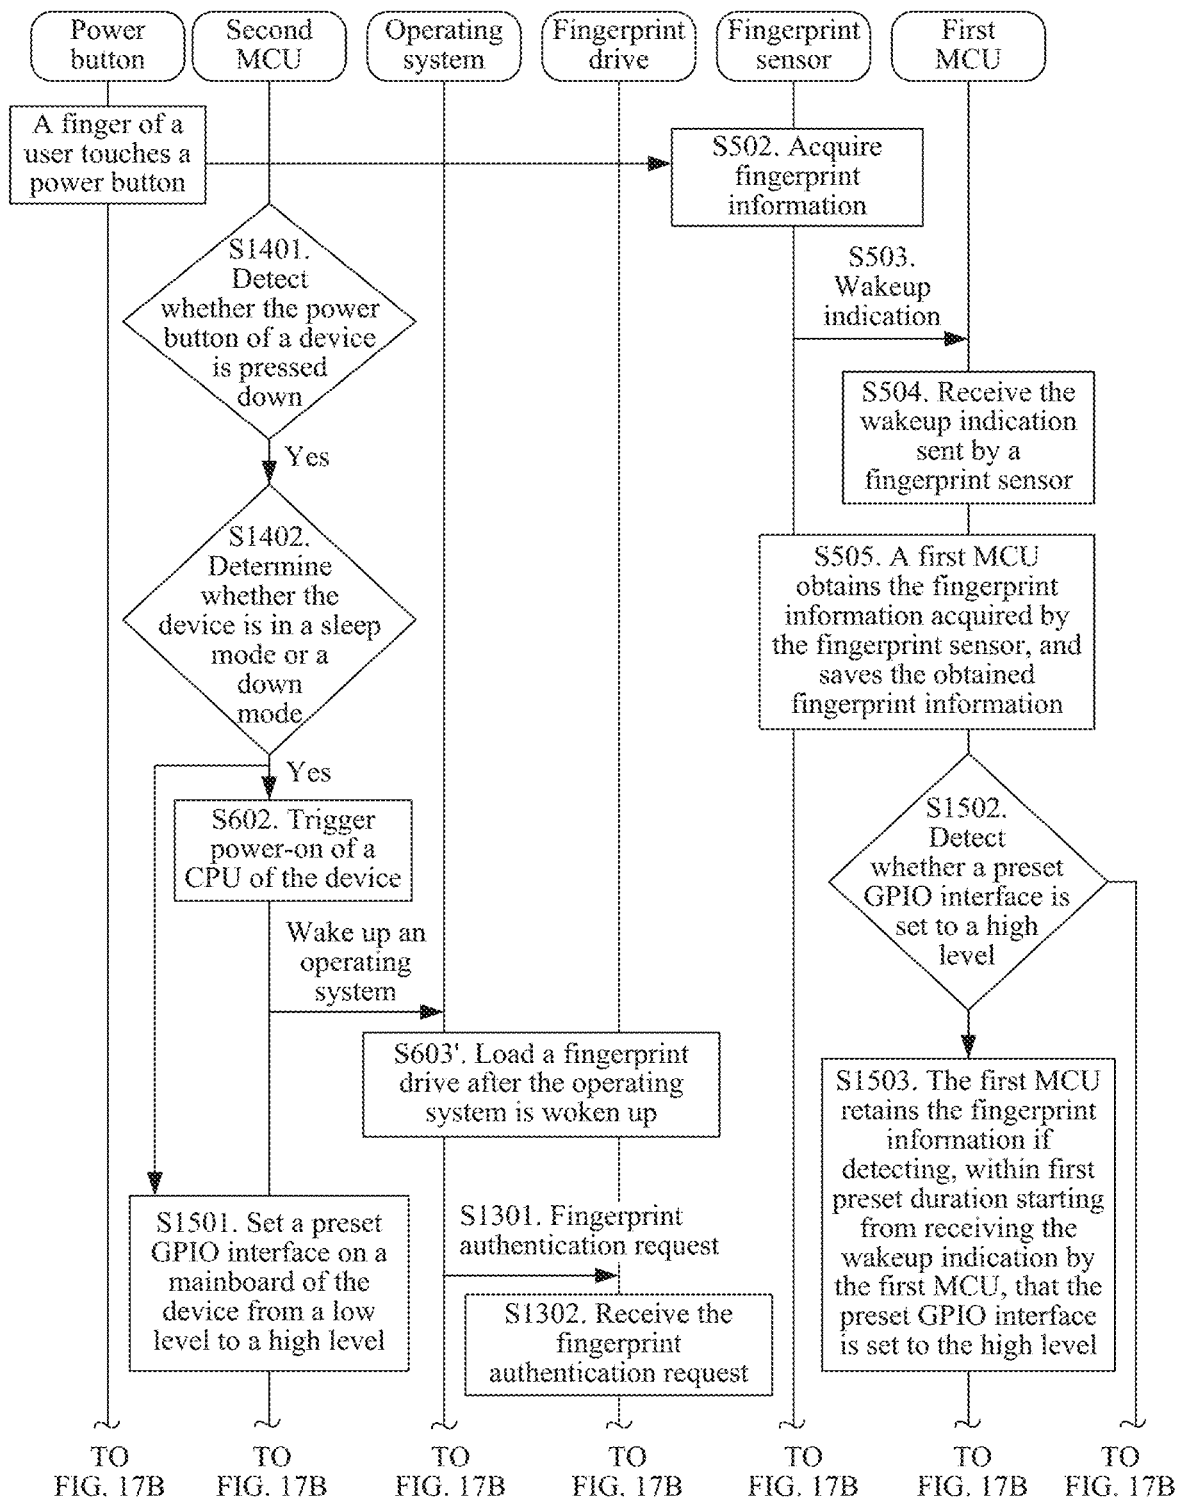 Power
button
Second
MCU
Operating
system
Fingerprint
drive
Fingerprint
sensor
First
MCU
A finger of a
user touches a
power button
S502. Acquire
fingerprint
information
S1401.
Detect
whether the power
button of a device
is pressed
down
S503.
Wakeup
indication
S504. Receive the
wakeup indication
sent by a
fingerprint sensor
Yes
S1402.
Determine
whether the
device is in a sleep
mode or a
down
mode
S505. A first MCU
obtains the fingerprint
information acquired by
the fingerprint sensor, and
saves the obtained
fingerprint information
Yes
S602. Trigger
power-on of a
CPU of the device
S1502.
Detect
whether a preset
GPIO interface is
set to a high
level
Wake up an
operating
system
S603'. Load a fingerprint
drive after the operating
system is woken up
S1503. The first MCU
retains the fingerprint
information if
detecting, within first
preset duration starting
from receiving the
wakeup indication by
the first MCU, that the
preset GPIO interface
is set to the high level
S1501. Set a preset
GPIO interface on a
mainboard of the
device from a low
level to a high level
S1301. Fingerprint
authentication request
S1302. Receive the
fingerprint
authentication request
TO
FIG. 17B
TO
FIG. 17B
TO
FIG. 17B
TO
FIG. 17B
TO
FIG. 17B
TO
FIG. 17B
TO
FIG. 17B